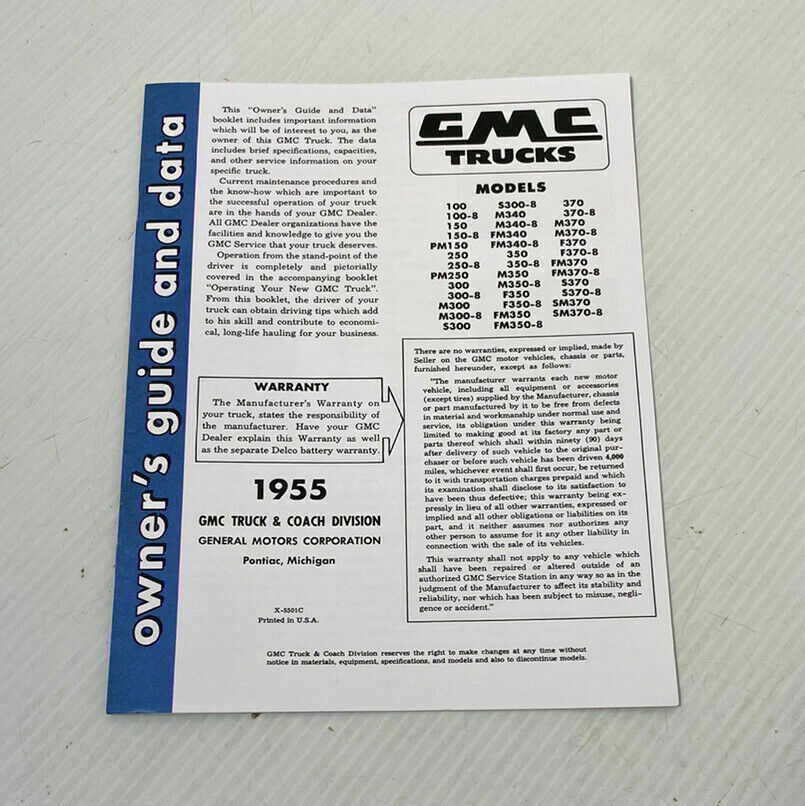 owner's guide and data
This "Owner's Guide and Data"
booklet includes important information
which will be of interest to you, as the
owner of this GMC Truck. The data
includes brief specifications, capacities,
and other service information on your
specific truck.
Current maintenance procedures and
the know-how which are important to
the successful operation of your truck
are in the hands of your GMC Dealer.
All GMC Dealer organizations have the
facilities and knowledge to give you the
GMC Service that your truck deserves.
Operation from the stand-point of the
driver is completely and pictorially
covered in the accompanying booklet
"Operating Your New GMC Truck".
From this booklet, the driver of your
truck can obtain driving tips which add
to his skill and contribute to economi-
cal, long-life hauling for your business.
WARRANTY
The Manufacturer's Warranty on
your truck, states the responsibility of
the manufacturer. Have your GMC
Dealer explain this Warranty as well
as the separate Delco battery warranty.
1955
GMC TRUCK & COACH DIVISION
GENERAL MOTORS CORPORATION
Pontiac, Michigan
X-5501C
Printed in U.S.A.
GMC
TRUCKS
MODELS
100 S300-8 370
100-8 M340 370-8
150 M340-8 M370
150-8 FM340 M370-8
PM150 FM340-8 F370
250 350 F370-8
250-8 350-8 FM370
PM250 M350 FM370-8
300 M350-8 S370
300-8 F350 S370-8
M300 F350-8 SM370
M300-8 FM350 SM370-8
S300 FM350-8
There are no warranties, expressed or implied, made by
Seller on the GMC motor vehicles, chassis or parts,
furnished hereunder, except as follows:
"The manufacturer warrants each new motor
vehicle, including all equipment or accessories
(except tires) supplied by the Manufacturer, chassis
or part manufactured by it to be free from defects
in material and workmanship under normal use and
service, its obligation under this warranty being
limited to making good at its factory any part or
parts thereof which shall within ninety (90) days
after delivery of such vehicle to the original pur-
chaser or before such vehicle has been driven 4,000
miles, whichever event shall first occur, be returned
to it with transportation charges prepaid and which
its examination shall disclose to its satisfaction to
have been thus defective; this warranty being ex-
pressly in lieu of all other warranties, expressed or
implied and all other obligations or liabilities on its
part, and it neither assumes nor authorizes any
other person to assume for it any other liability in
connection with the sale of its vehicles.
This warranty shall not apply to any vehicle which
shall have been repaired or altered outside of an
authorized GMC Service Station in any way so as in the
judgment of the Manufacturer to affect its stability and
reliability, nor which has been subject to misuse, negli-
gence or accident."
GMC Truck & Coach Division reserves the right to make changes at any time without
notice in materials, equipment, specifications, and models and also to discontinue models.